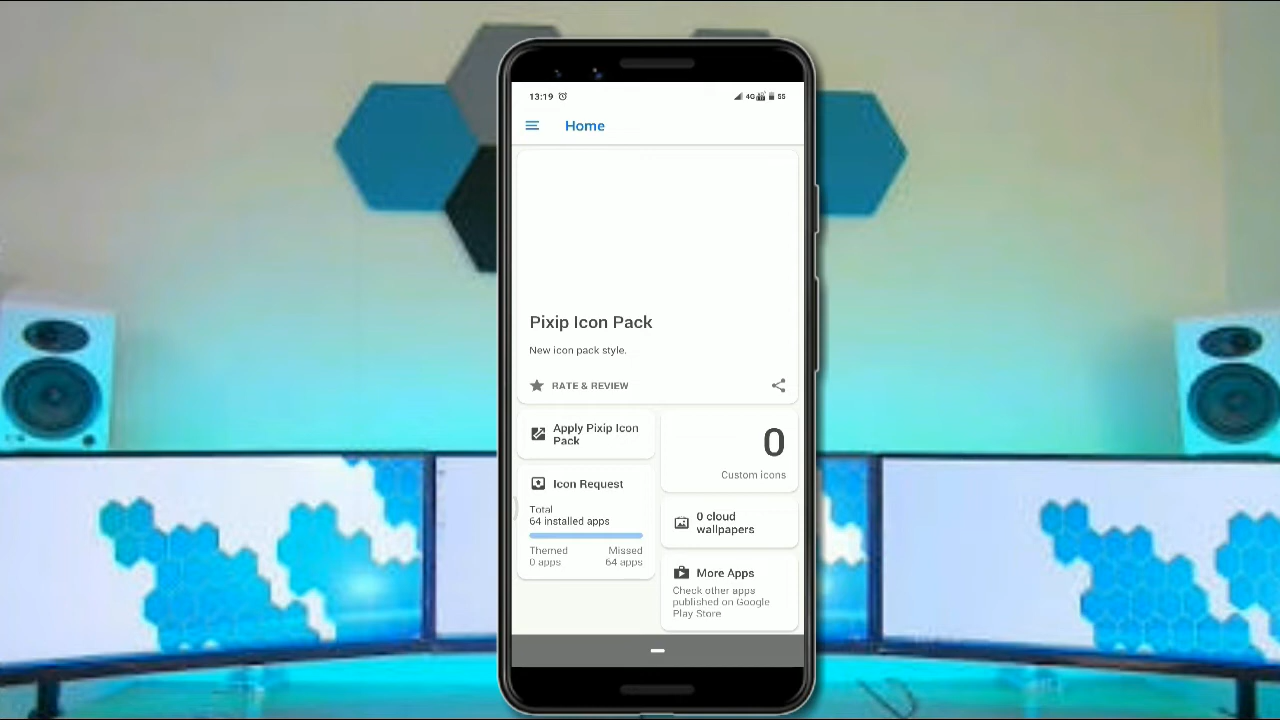 13:19
4G 55
Home
Pixip Icon Pack
New icon pack style.
RATE & REVIEW
Apply Pixip Icon
Pack
0
Custom icons
Icon Request
Total
64 installed apps
Themed
0 apps
Missed
64 apps
0 cloud
wallpapers
More Apps
Check other apps
published on Google
Play Store